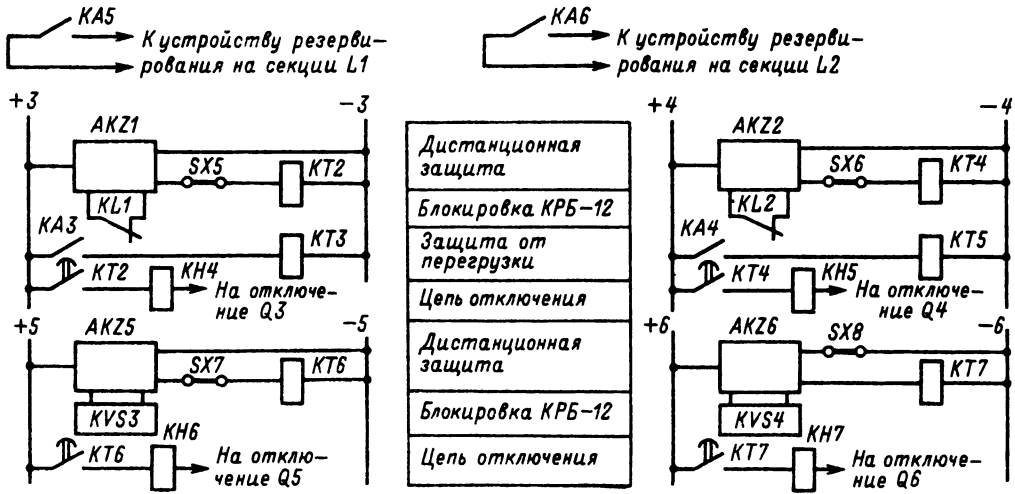 KA5
К устройству резерви-
рования на секции L1
KA6
К устройству резерви-
рования на секции L2
+3
-3
AKZ1
SX5
KT2
KL1
KA3
KT3
KT2
KH4
На отключе-
ние Q3
+5
-5
AKZ5
SX7
KT6
KVS3
KT6
KH6
На отклю-
чение Q5
Дистанционная
защита
Блокировка КРБ-12
Защита от
перегрузки
Цепь отключения
Дистанционная
защита
Блокировка КРБ-12
Цепь отключения
+4
-4
AKZ2
SX6
KT4
KL2
KA4
KT5
KT4
KH5
На отключе-
ние Q4
+6
-6
AKZ6
SX8
KT7
KVS4
KT7
KH7
На отключе-
ние Q6